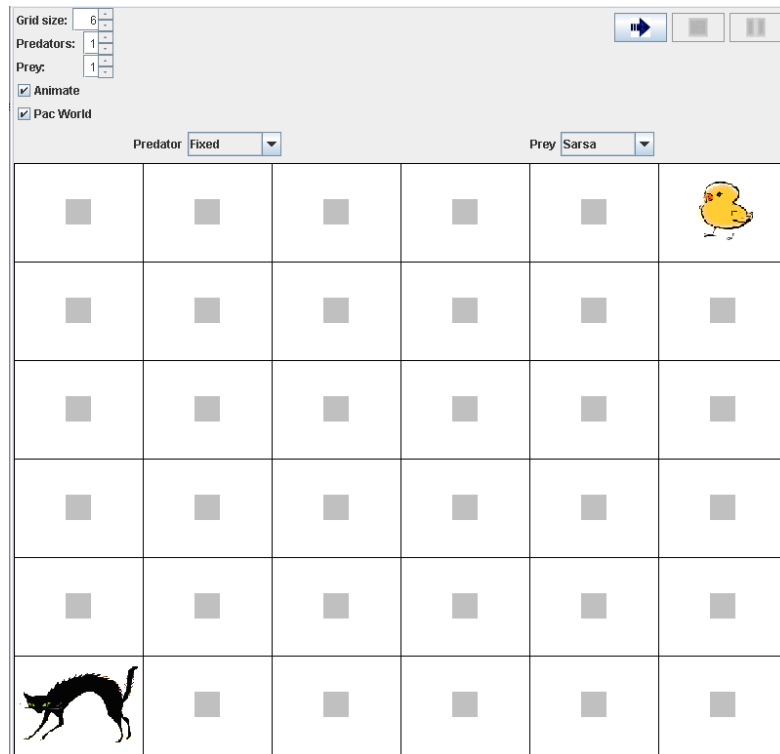 Grid size: 6
Predators: 1
Prey: 1
Animate
Pac World
Predator Fixed Prey Sarsa